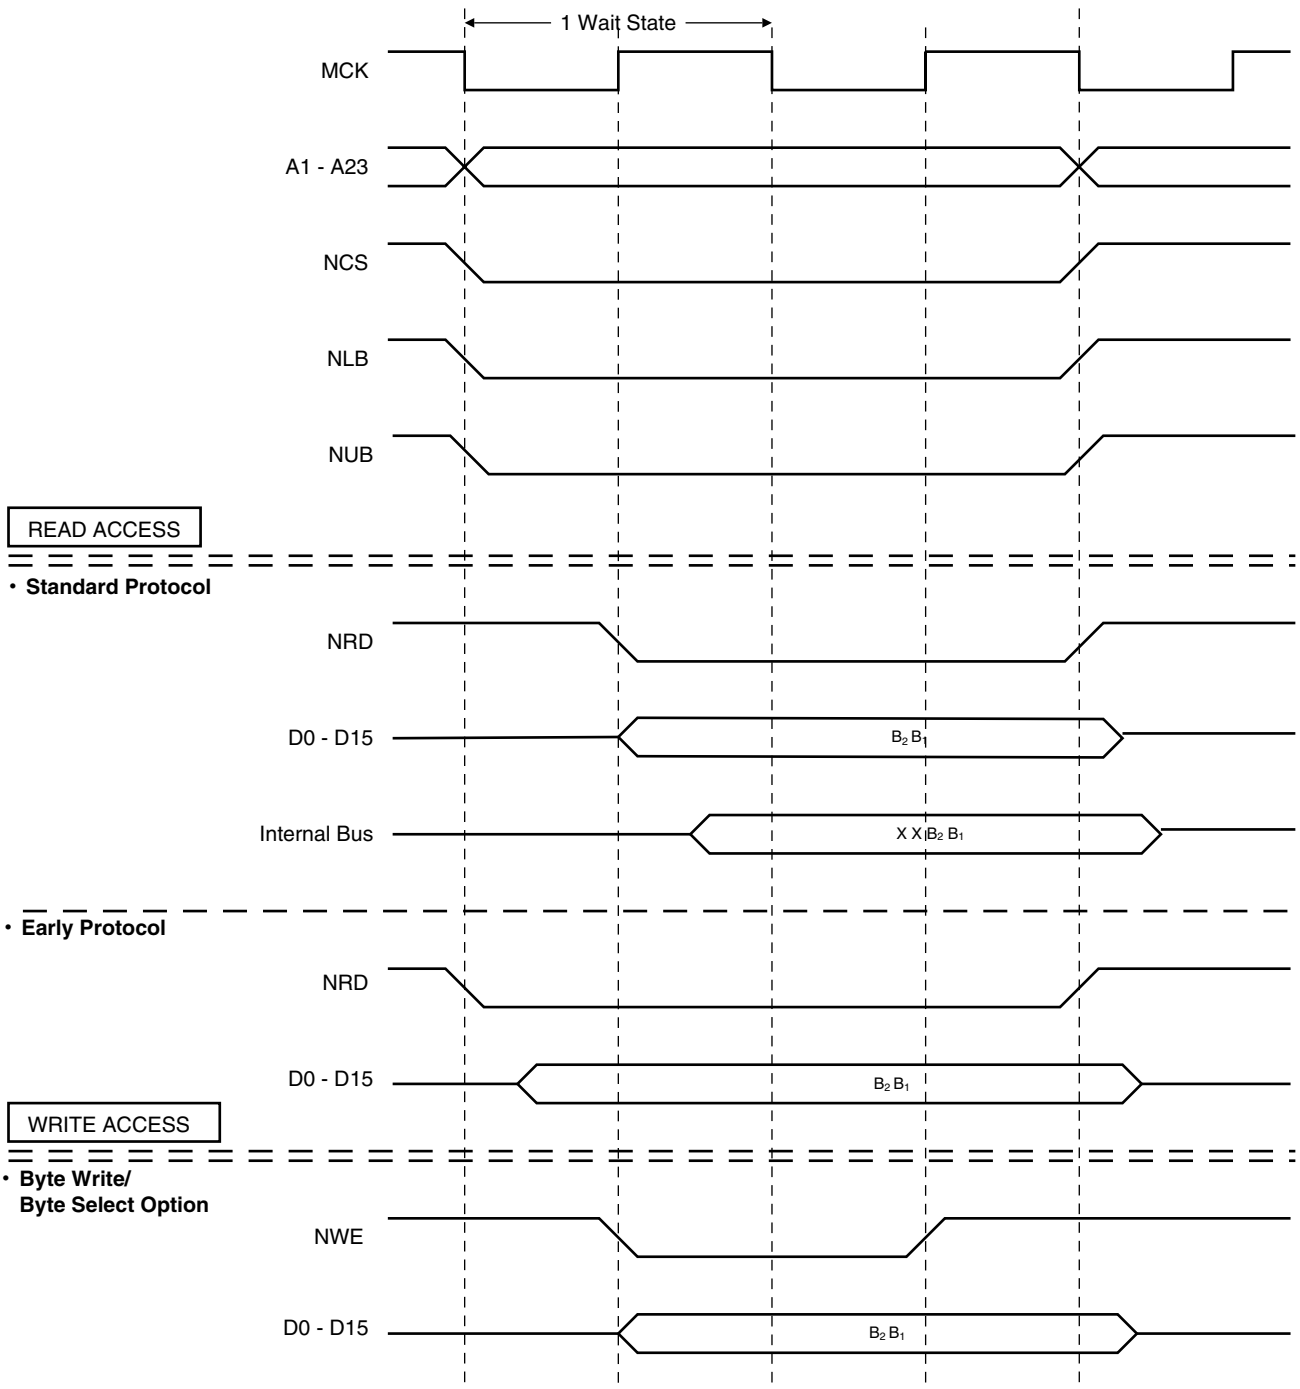 1 Wait State
MCK
A1 - A23
NCS
NLB
NUB
READ ACCESS
• Standard Protocol
NRD
D0 - D15
B₂ B₁
Internal Bus
X X B₂ B₁
• Early Protocol
NRD
D0 - D15
B₂ B₁
WRITE ACCESS
• Byte Write/
Byte Select Option
NWE
D0 - D15
B₂ B₁